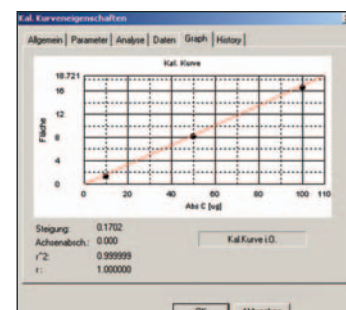 Kal. Kurveneigenschaften
Allgemein Parameter Analyse Daten Graph History
Kal. Kurve
18.721
16
12
8
4
0
Fläche
0 20 40 60 80 100 110
Abs C [ug]
Steigung: 0.1702
Achsenabsch.: 0.000
r^2: 0.999999
r: 1.000000
Kal.Kurve i.O.